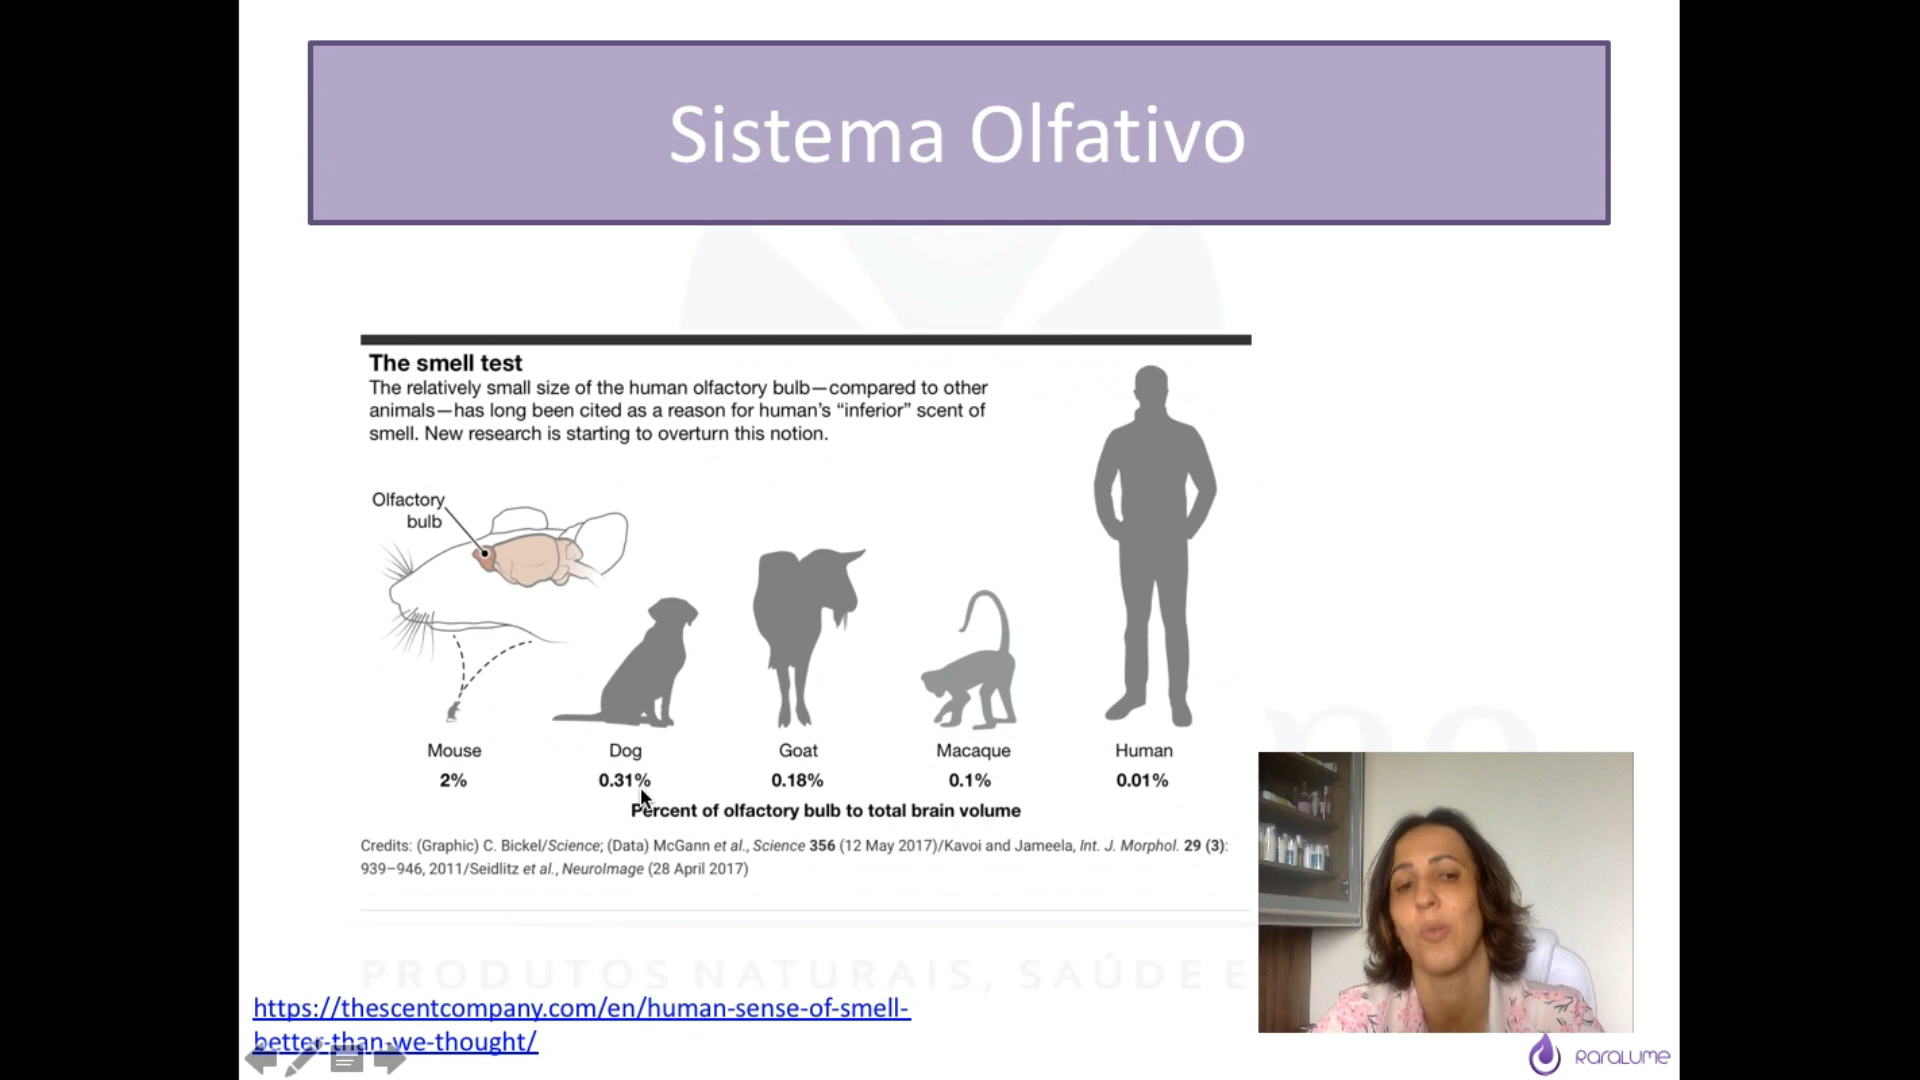 Sistema Olfativo
The smell test
The relatively small size of the human olfactory bulb—compared to other
animals—has long been cited as a reason for human's “inferior” scent of
smell. New research is starting to overturn this notion.
Olfactory
bulb
Mouse Dog Goat Macaque Human
2% 0.31% 0.18% 0.1% 0.01%
Percent of olfactory bulb to total brain volume
Credits: (Graphic) C. Bickel/Science; (Data) McGann et al., Science 356 (12 May 2017)/Kavoi and Jameela, Int. J. Morphol. 29 (3):
939–946, 2011/Seidlitz et al., NeuroImage (28 April 2017)
PRODUTOS NATURAIS, SAÚDE E
https://thescentcompany.com/en/human-sense-of-smell-
better-than-we-thought/
RaraLUMe